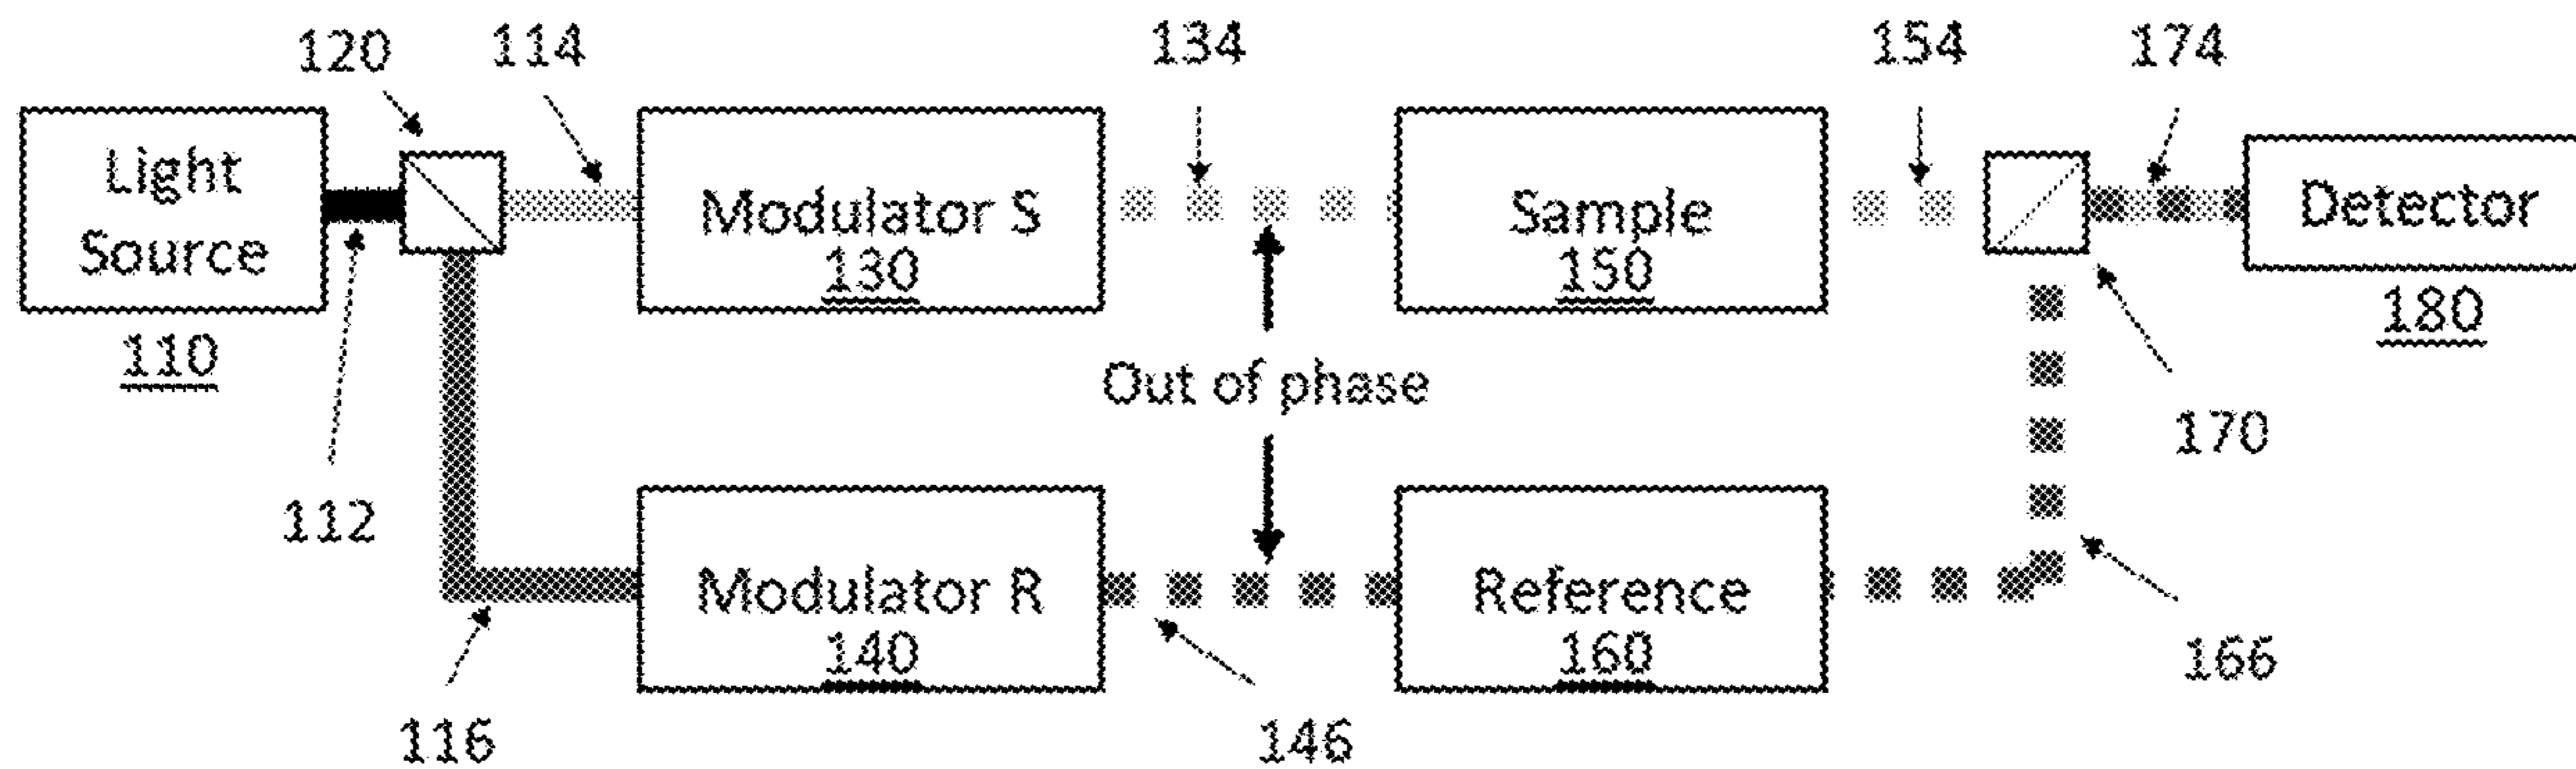 120
114
134
154
174
Light
Source
110
Modulator S
130
Sample
150
Detector
180
Out of phase
112
170
Modulator R
140
Reference
160
166
116
146